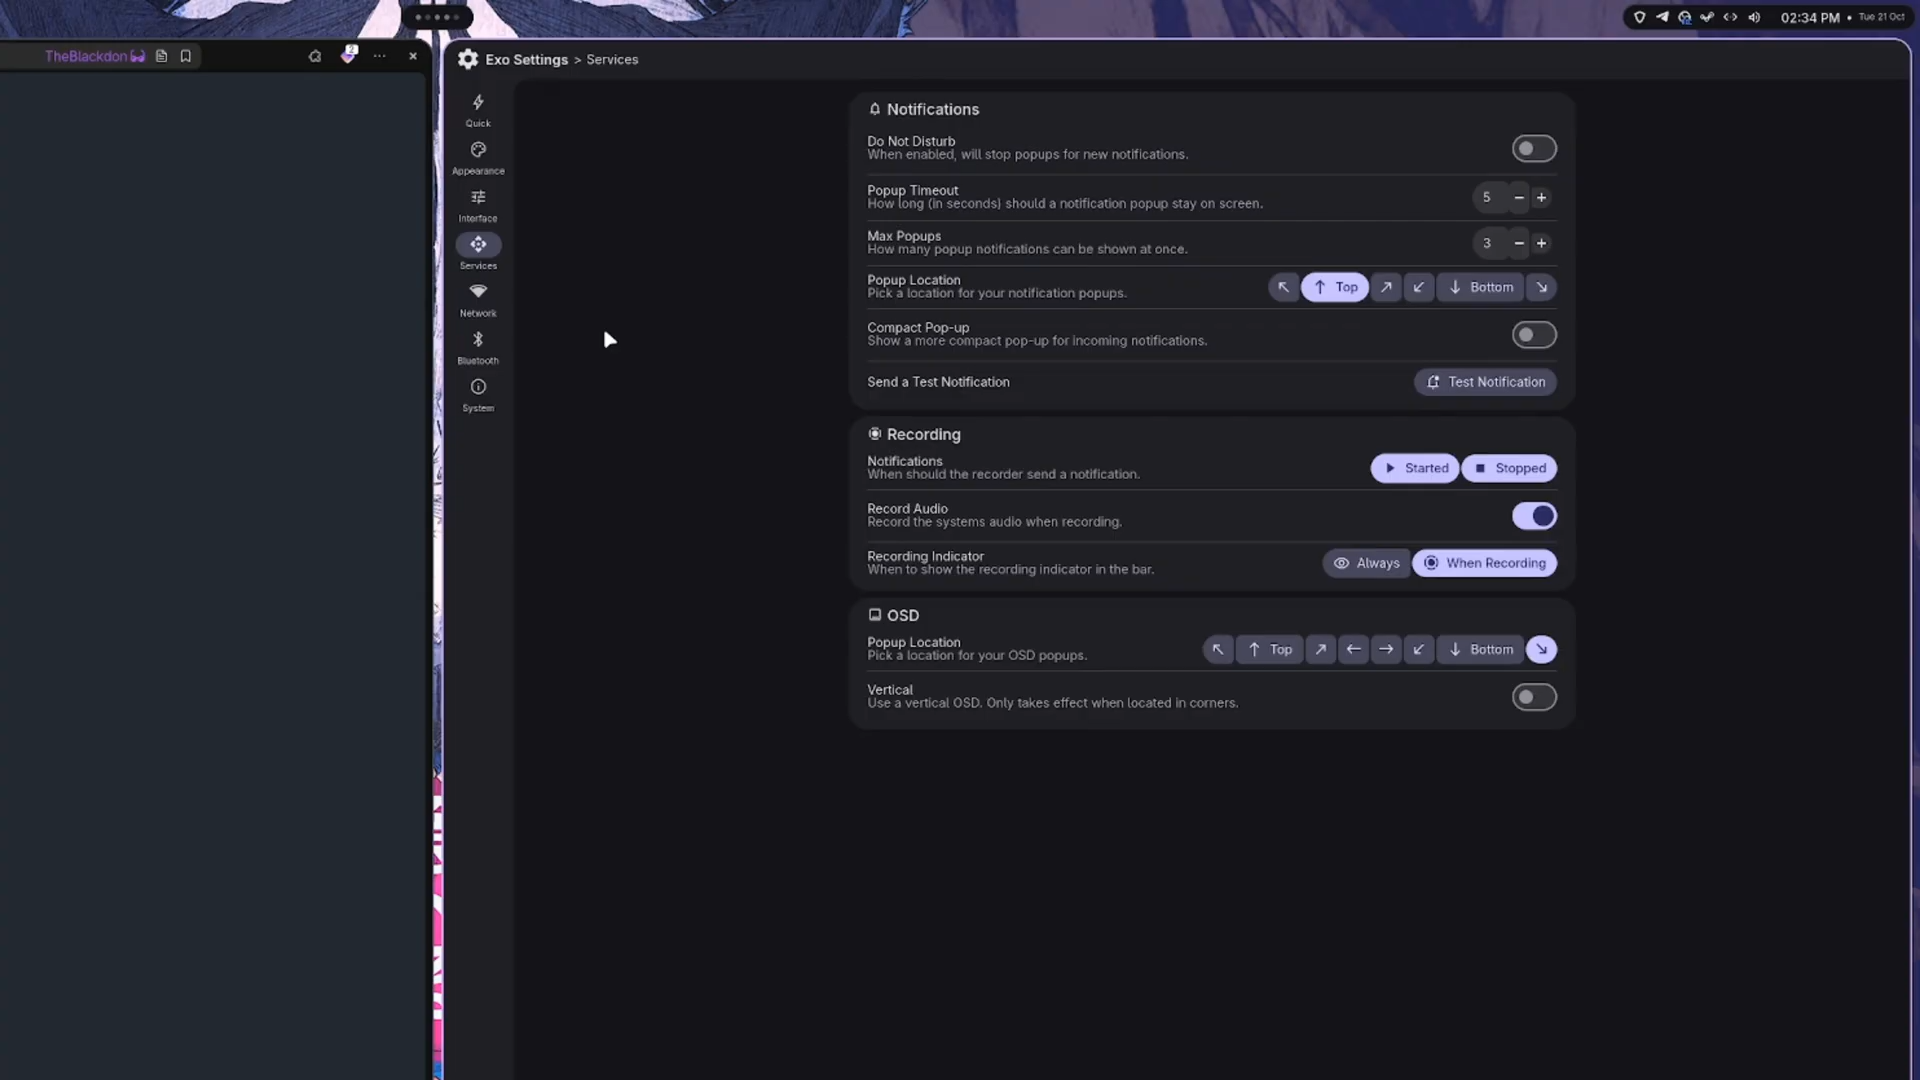 02:34 PM • Tue 21 Oct
TheBlackdon
2
Exo Settings > Services
Quick
Appearance
Interface
Services
Network
Bluetooth
System
Notifications
Do Not Disturb
When enabled, will stop popups for new notifications.
Popup Timeout
How long (in seconds) should a notification popup stay on screen.
5 − +
Max Popups
How many popup notifications can be shown at once.
3 − +
Popup Location
Pick a location for your notification popups.
↖ ↑ Top ↗ ↙ ↓ Bottom ↘
Compact Pop-up
Show a more compact pop-up for incoming notifications.
Send a Test Notification
Test Notification
Recording
Notifications
When should the recorder send a notification.
Started Stopped
Record Audio
Record the systems audio when recording.
Recording Indicator
When to show the recording indicator in the bar.
Always When Recording
OSD
Popup Location
Pick a location for your OSD popups.
↖ ↑ Top ↗ ← → ↙ ↓ Bottom ↘
Vertical
Use a vertical OSD. Only takes effect when located in corners.